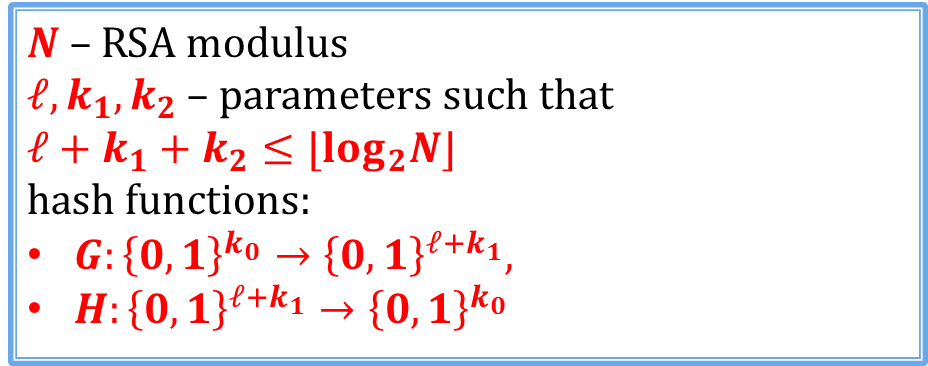 N – RSA modulus
ℓ, k₁, k₂ – parameters such that
ℓ + k₁ + k₂ ≤ ⌊log₂N⌋
hash functions:
• G: {0, 1}^{k₀} → {0, 1}^{ℓ+k₁},
• H: {0, 1}^{ℓ+k₁} → {0, 1}^{k₀}